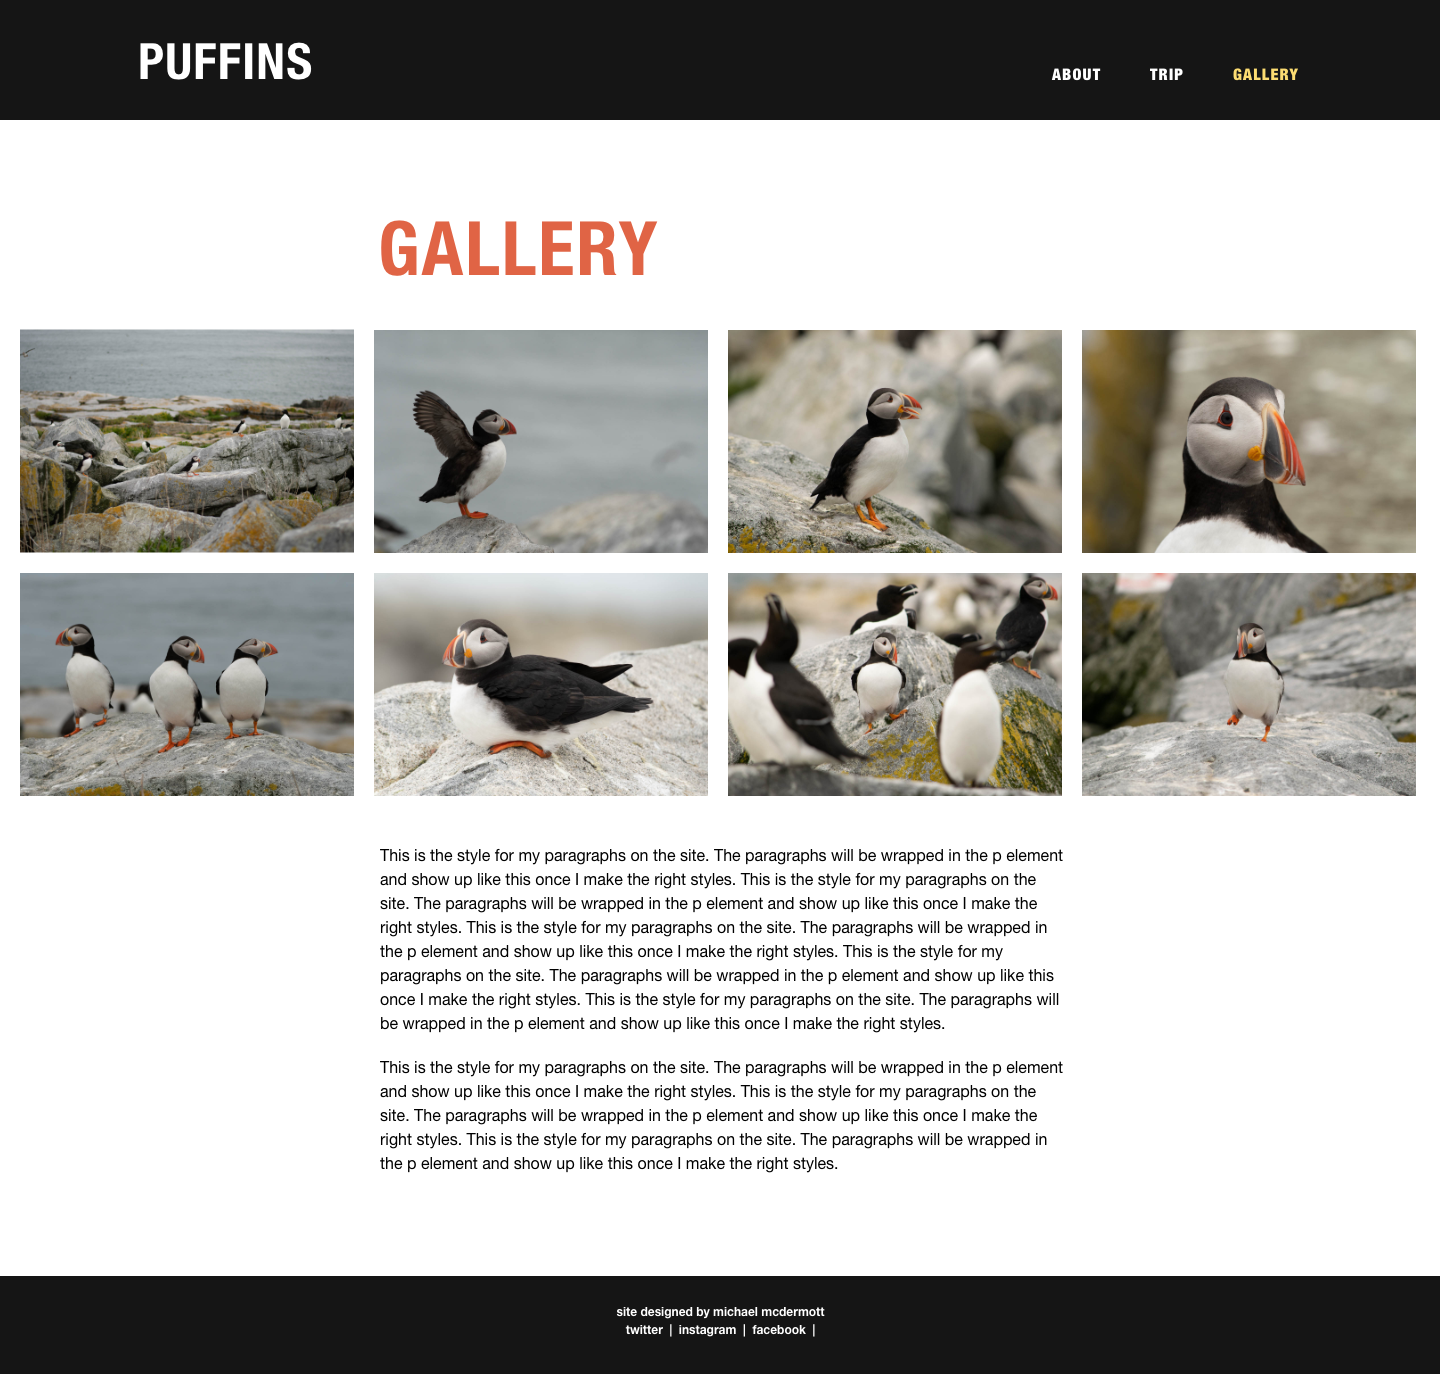 PUFFINS
ABOUT TRIP GALLERY
GALLERY
This is the style for my paragraphs on the site. The paragraphs will be wrapped in the p element
and show up like this once I make the right styles. This is the style for my paragraphs on the
site. The paragraphs will be wrapped in the p element and show up like this once I make the
right styles. This is the style for my paragraphs on the site. The paragraphs will be wrapped in
the p element and show up like this once I make the right styles. This is the style for my
paragraphs on the site. The paragraphs will be wrapped in the p element and show up like this
once I make the right styles. This is the style for my paragraphs on the site. The paragraphs will
be wrapped in the p element and show up like this once I make the right styles.
This is the style for my paragraphs on the site. The paragraphs will be wrapped in the p element
and show up like this once I make the right styles. This is the style for my paragraphs on the
site. The paragraphs will be wrapped in the p element and show up like this once I make the
right styles. This is the style for my paragraphs on the site. The paragraphs will be wrapped in
the p element and show up like this once I make the right styles.
site designed by michael mcdermott
twitter | instagram | facebook |